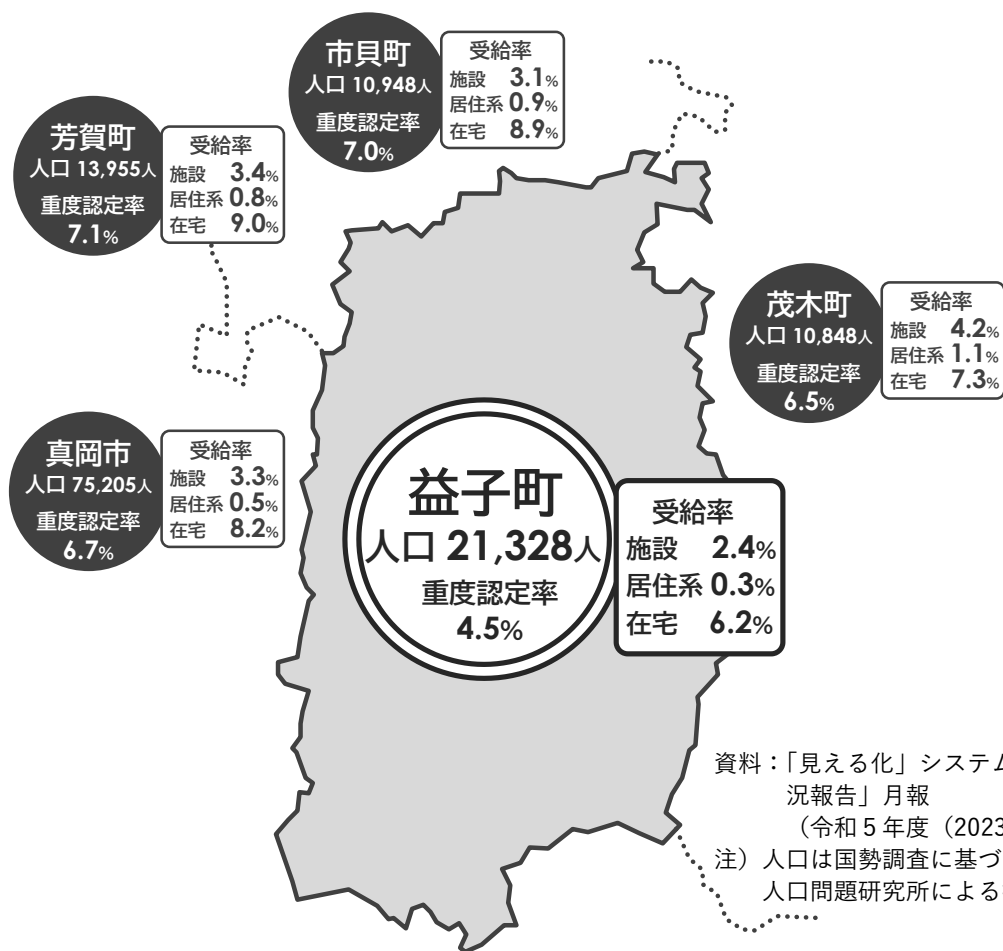 市貝町
人口 10,948人
重度認定率
7.0%
受給率
施設 3.1%
居住系 0.9%
在宅 8.9%
芳賀町
人口 13,955人
重度認定率
7.1%
受給率
施設 3.4%
居住系 0.8%
在宅 9.0%
茂木町
人口 10,848人
重度認定率
6.5%
受給率
施設 4.2%
居住系 1.1%
在宅 7.3%
真岡市
人口 75,205人
重度認定率
6.7%
受給率
施設 3.3%
居住系 0.5%
在宅 8.2%
益子町
人口 21,328人
重度認定率
4.5%
受給率
施設 2.4%
居住系 0.3%
在宅 6.2%
資料：「見える化」システム
況報告」月報
（令和５年度（2023
注）人口は国勢調査に基づ
人口問題研究所による